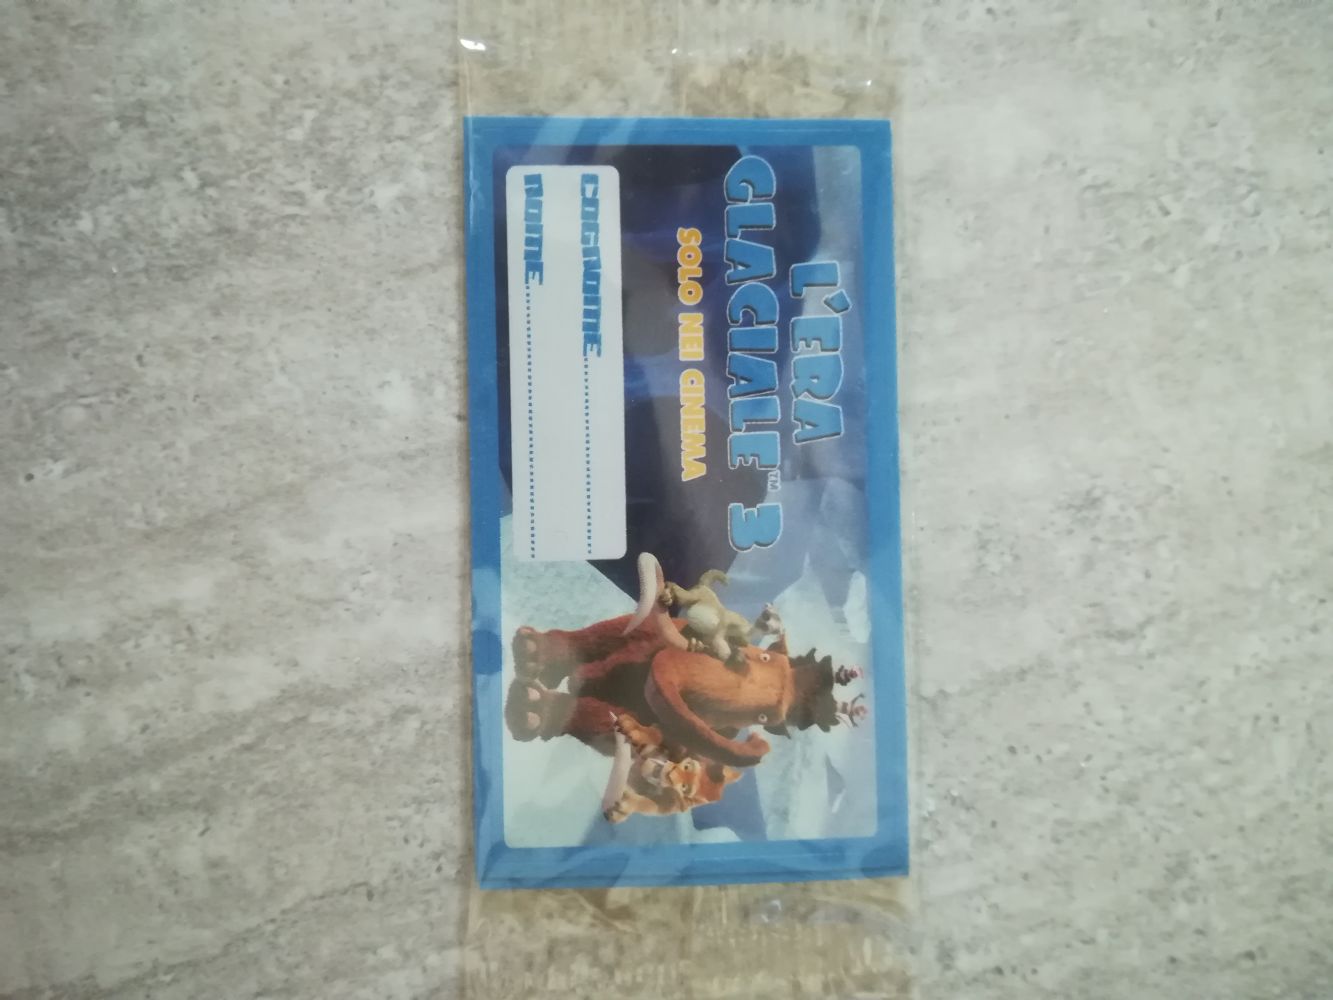 L'ERA
GLACIALE™ 3
SOLO NEI CINEMA
COGNOME................................
NOME........................................